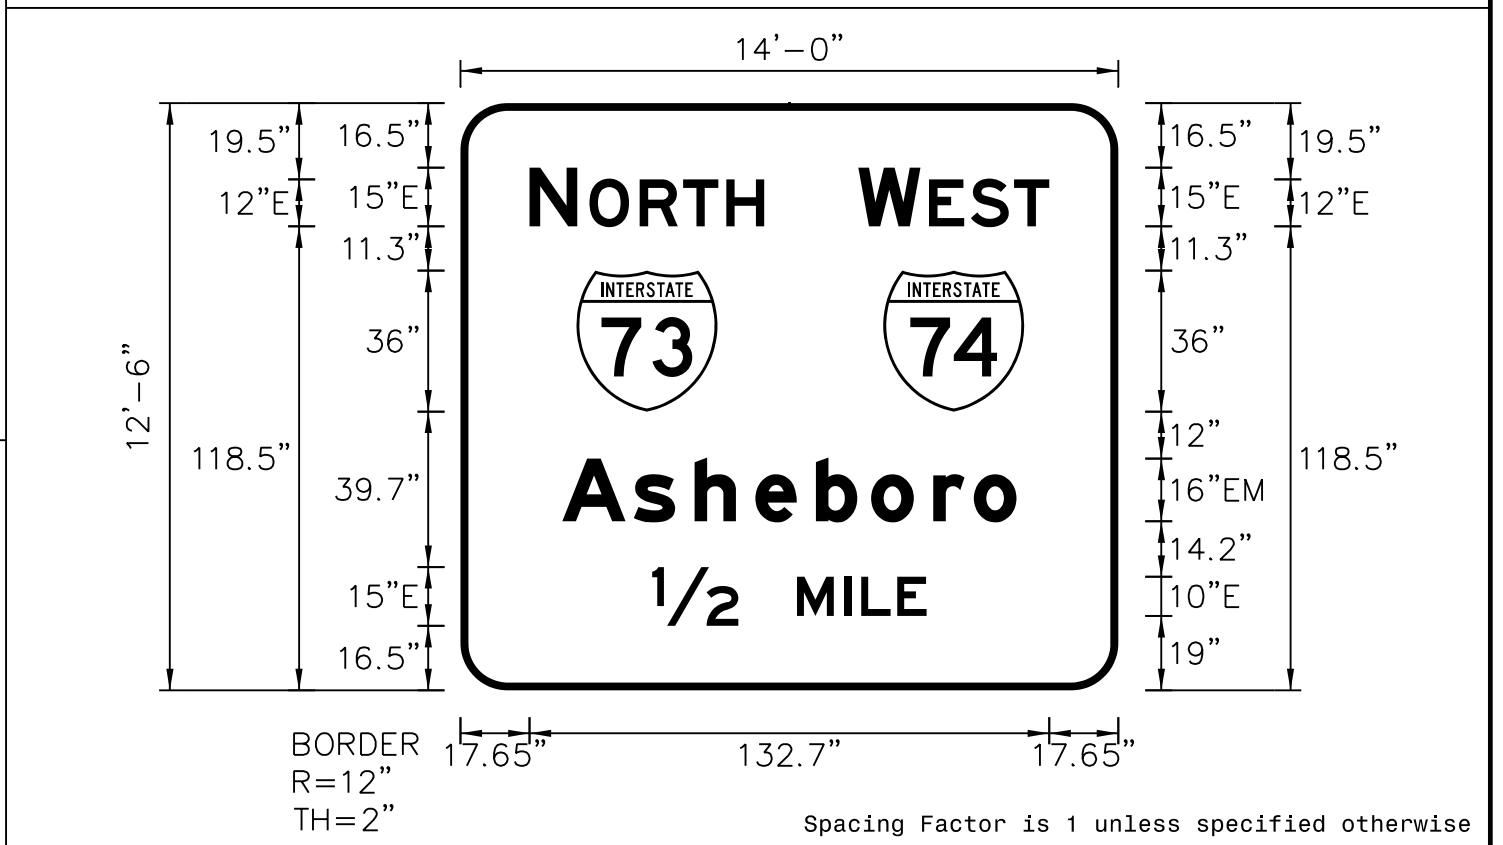 14'-0"
19.5" 16.5" 16.5" 19.5"
12"E 15"E NORTH WEST 15"E 12"E
11.3" 11.3"
INTERSTATE INTERSTATE
36" 73 74 36"
12'-6"
12"
118.5" 118.5"
39.7" Asheboro 16"EM
14.2"
15"E 1/2 MILE 10"E
16.5" 19"
BORDER 17.65" 132.7" 17.65"
R=12"
TH=2"
Spacing Factor is 1 unless specified otherwise